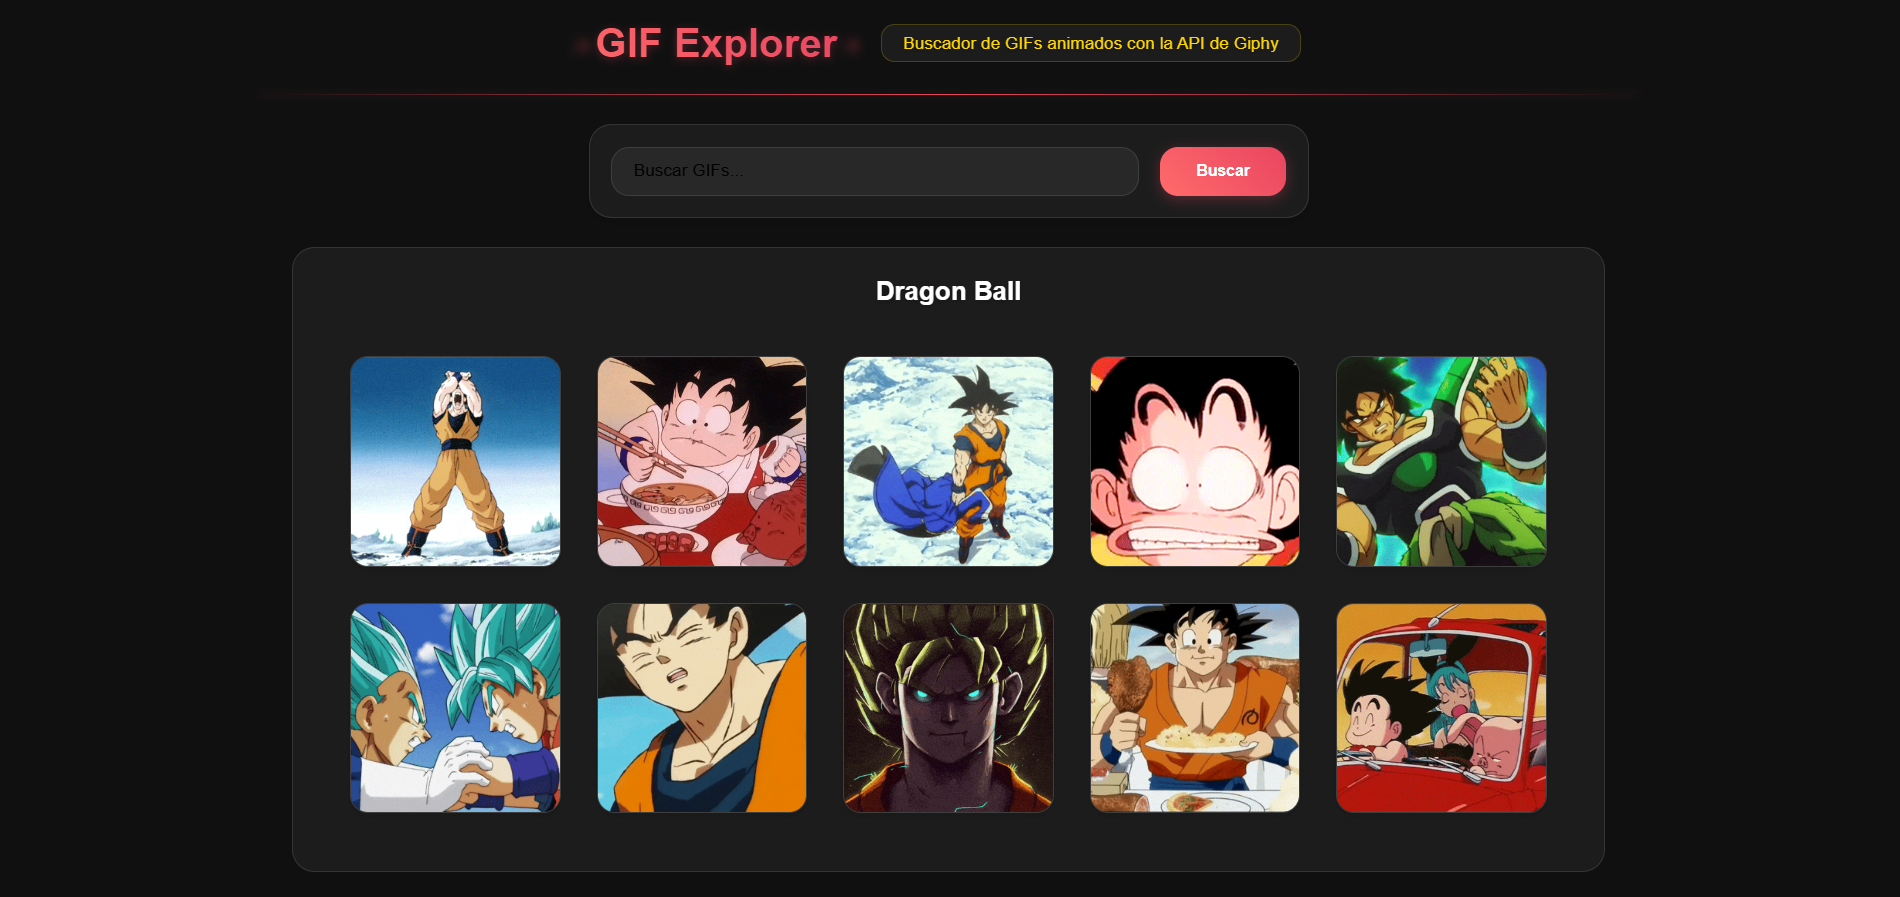 GIF Explorer
Buscador de GIFs animados con la API de Giphy
Buscar GIFs...
Buscar
Dragon Ball